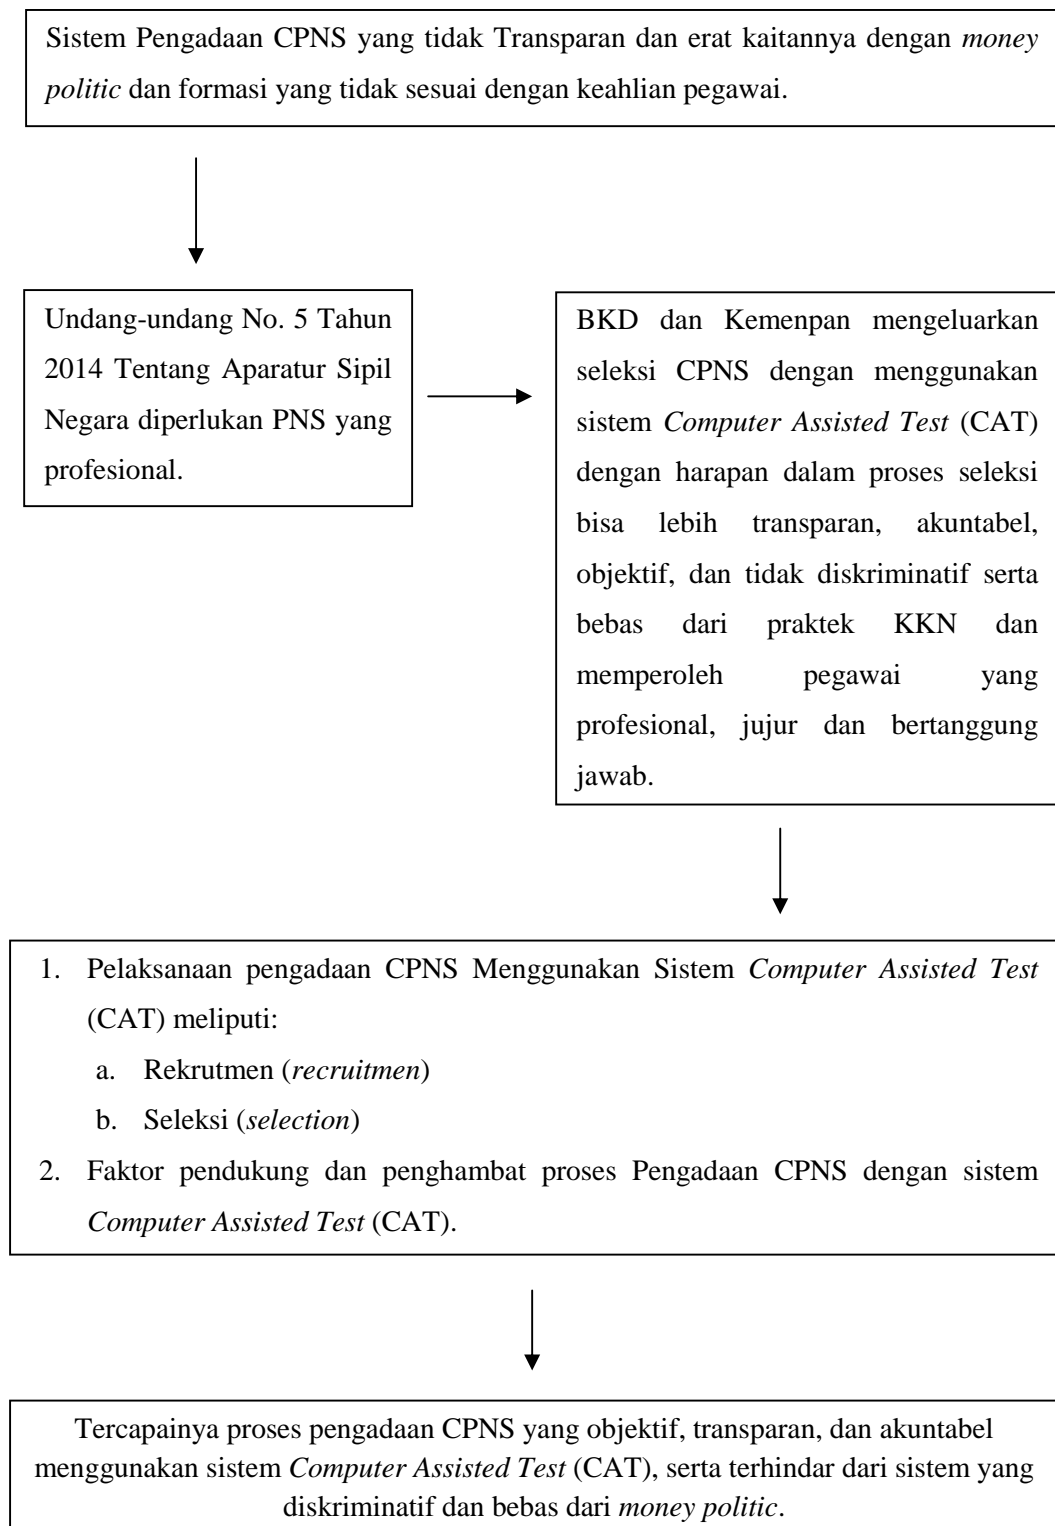 Sistem Pengadaan CPNS yang tidak Transparan dan erat kaitannya dengan money
politic dan formasi yang tidak sesuai dengan keahlian pegawai.
Undang-undang No. 5 Tahun
2014 Tentang Aparatur Sipil
Negara diperlukan PNS yang
profesional.
BKD dan Kemenpan mengeluarkan
seleksi CPNS dengan menggunakan
sistem Computer Assisted Test (CAT)
dengan harapan dalam proses seleksi
bisa lebih transparan, akuntabel,
objektif, dan tidak diskriminatif serta
bebas dari praktek KKN dan
memperoleh pegawai yang
profesional, jujur dan bertanggung
jawab.
1. Pelaksanaan pengadaan CPNS Menggunakan Sistem Computer Assisted Test
(CAT) meliputi:
a. Rekrutmen (recruitmen)
b. Seleksi (selection)
2. Faktor pendukung dan penghambat proses Pengadaan CPNS dengan sistem
Computer Assisted Test (CAT).
Tercapainya proses pengadaan CPNS yang objektif, transparan, dan akuntabel
menggunakan sistem Computer Assisted Test (CAT), serta terhindar dari sistem yang
diskriminatif dan bebas dari money politic.